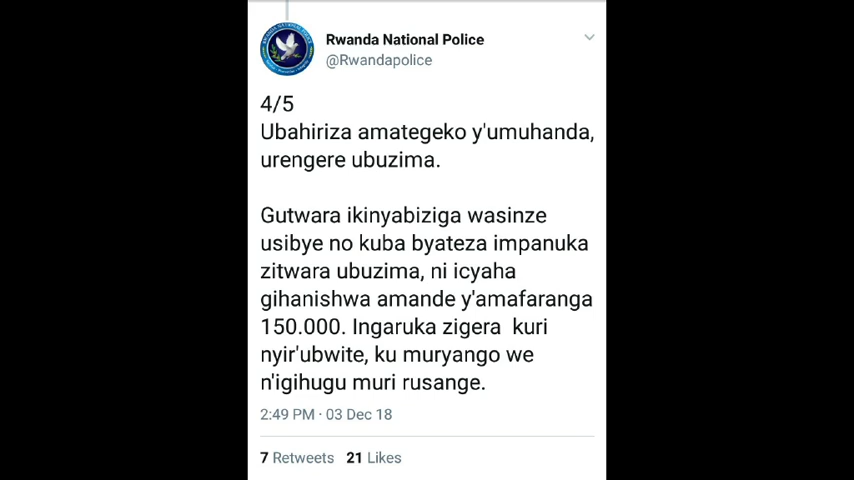 Rwanda National Police
@Rwandapolice
4/5
Ubahiriza amategeko y'umuhanda,
urengere ubuzima.
Gutwara ikinyabiziga wasinze
usibye no kuba byateza impanuka
zitwara ubuzima, ni icyaha
gihanishwa amande y'amafaranga
150.000. Ingaruka zigera kuri
nyir'ubwite, ku muryango we
n'igihugu muri rusange.
2:49 PM · 03 Dec 18
7 Retweets 21 Likes